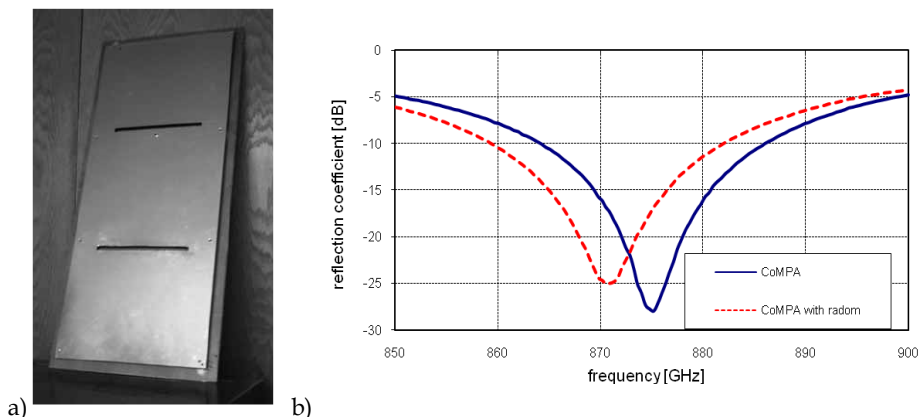 0
-5
-10
-15
-20
-25
-30
reflection coefficient [dB]
CoMPA
CoMPA with radom
850
860
870
880
890
900
frequency [GHz]
a)
b)